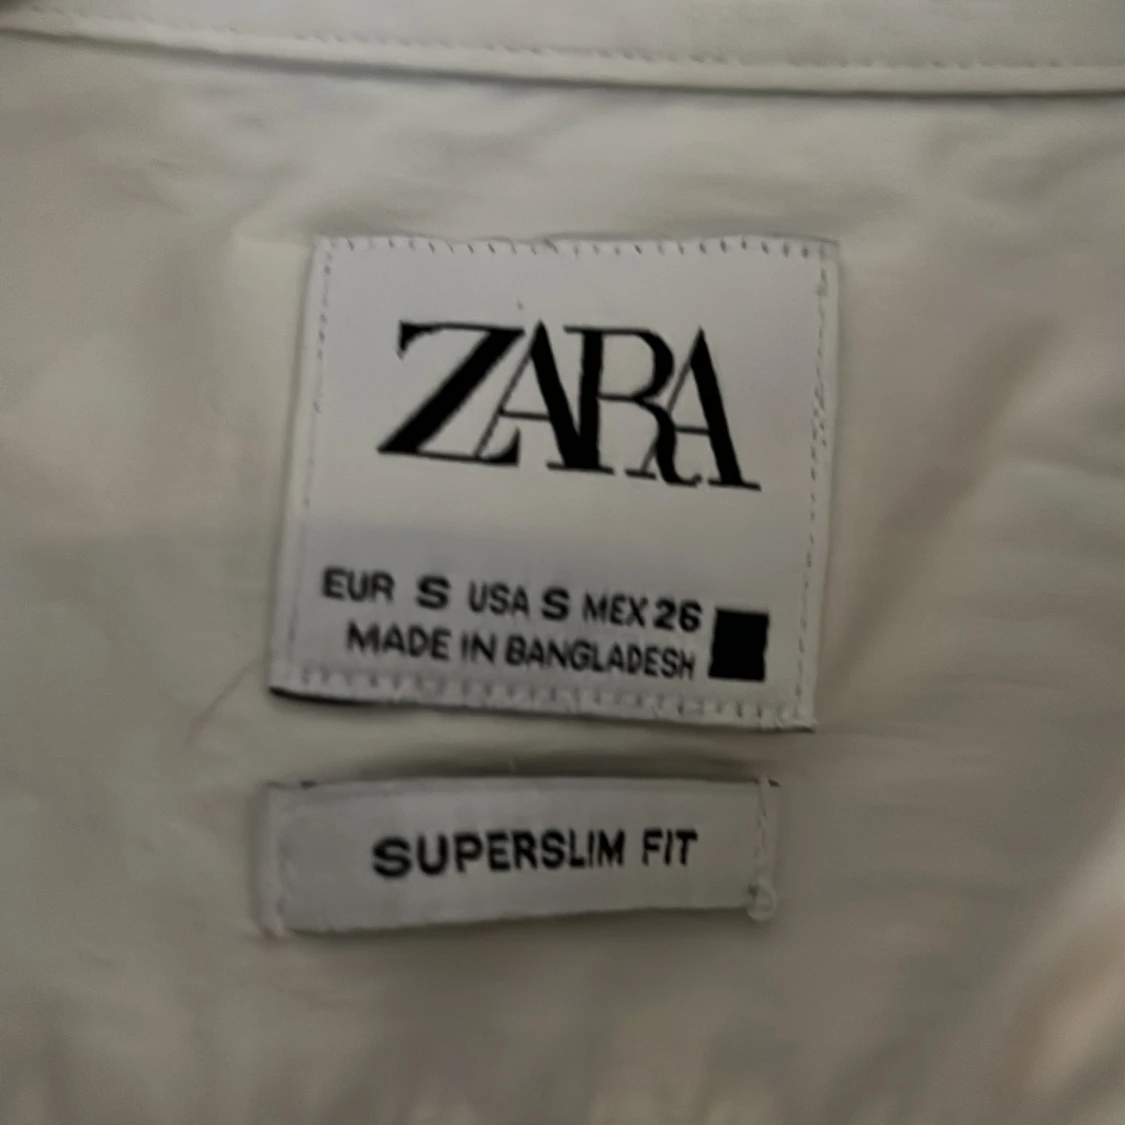 ZARA
EUR S USA S MEX 26
MADE IN BANGLADESH
SUPERSLIM FIT